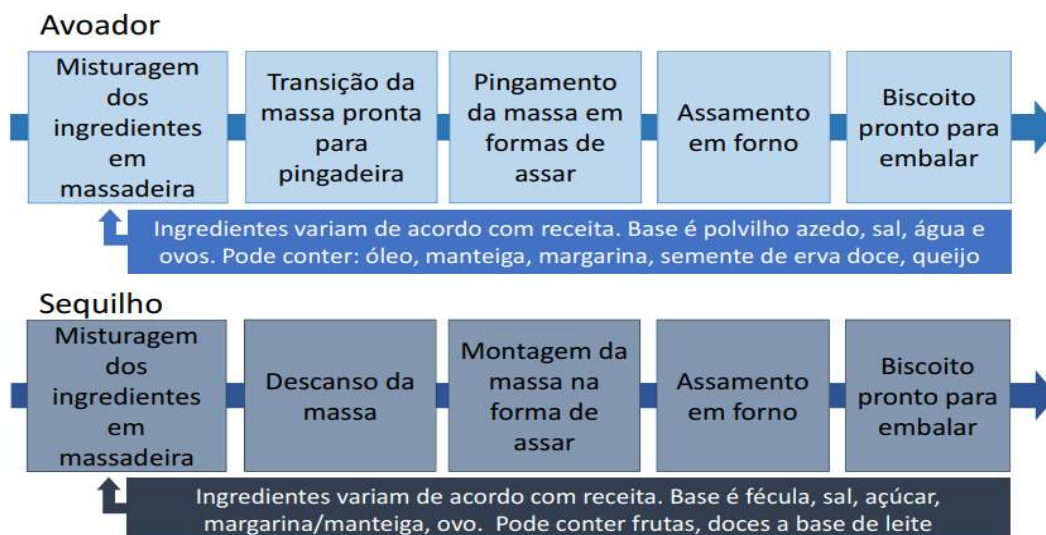 Avoador
Misturagem
dos
ingredientes
em
massadeira
Transição da
massa pronta
para
pingadeira
Pingamento
da massa em
formas de
assar
Assamento
em forno
Biscoito
pronto para
embalar
Ingredientes variam de acordo com receita. Base é polvilho azedo, sal, água e
ovos. Pode conter: óleo, manteiga, margarina, semente de erva doce, queijo
Sequilho
Misturagem
dos
ingredientes
em
massadeira
Descanso da
massa
Montagem da
massa na
forma de
assar
Assamento
em forno
Biscoito
pronto para
embalar
Ingredientes variam de acordo com receita. Base é fécula, sal, açúcar,
margarina/manteiga, ovo. Pode conter frutas, doces a base de leite